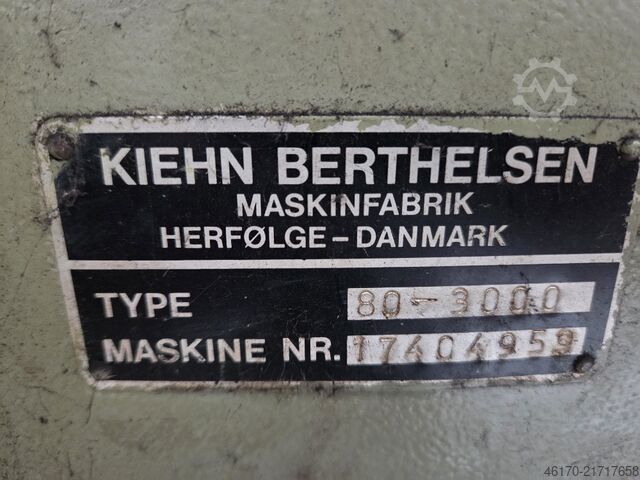 KIEHN BERTHELSEN
MASKINFABRIK
HERFØLGE – DANMARK
TYPE 80-3000
MASKINE NR. 17404959
46170-21717658